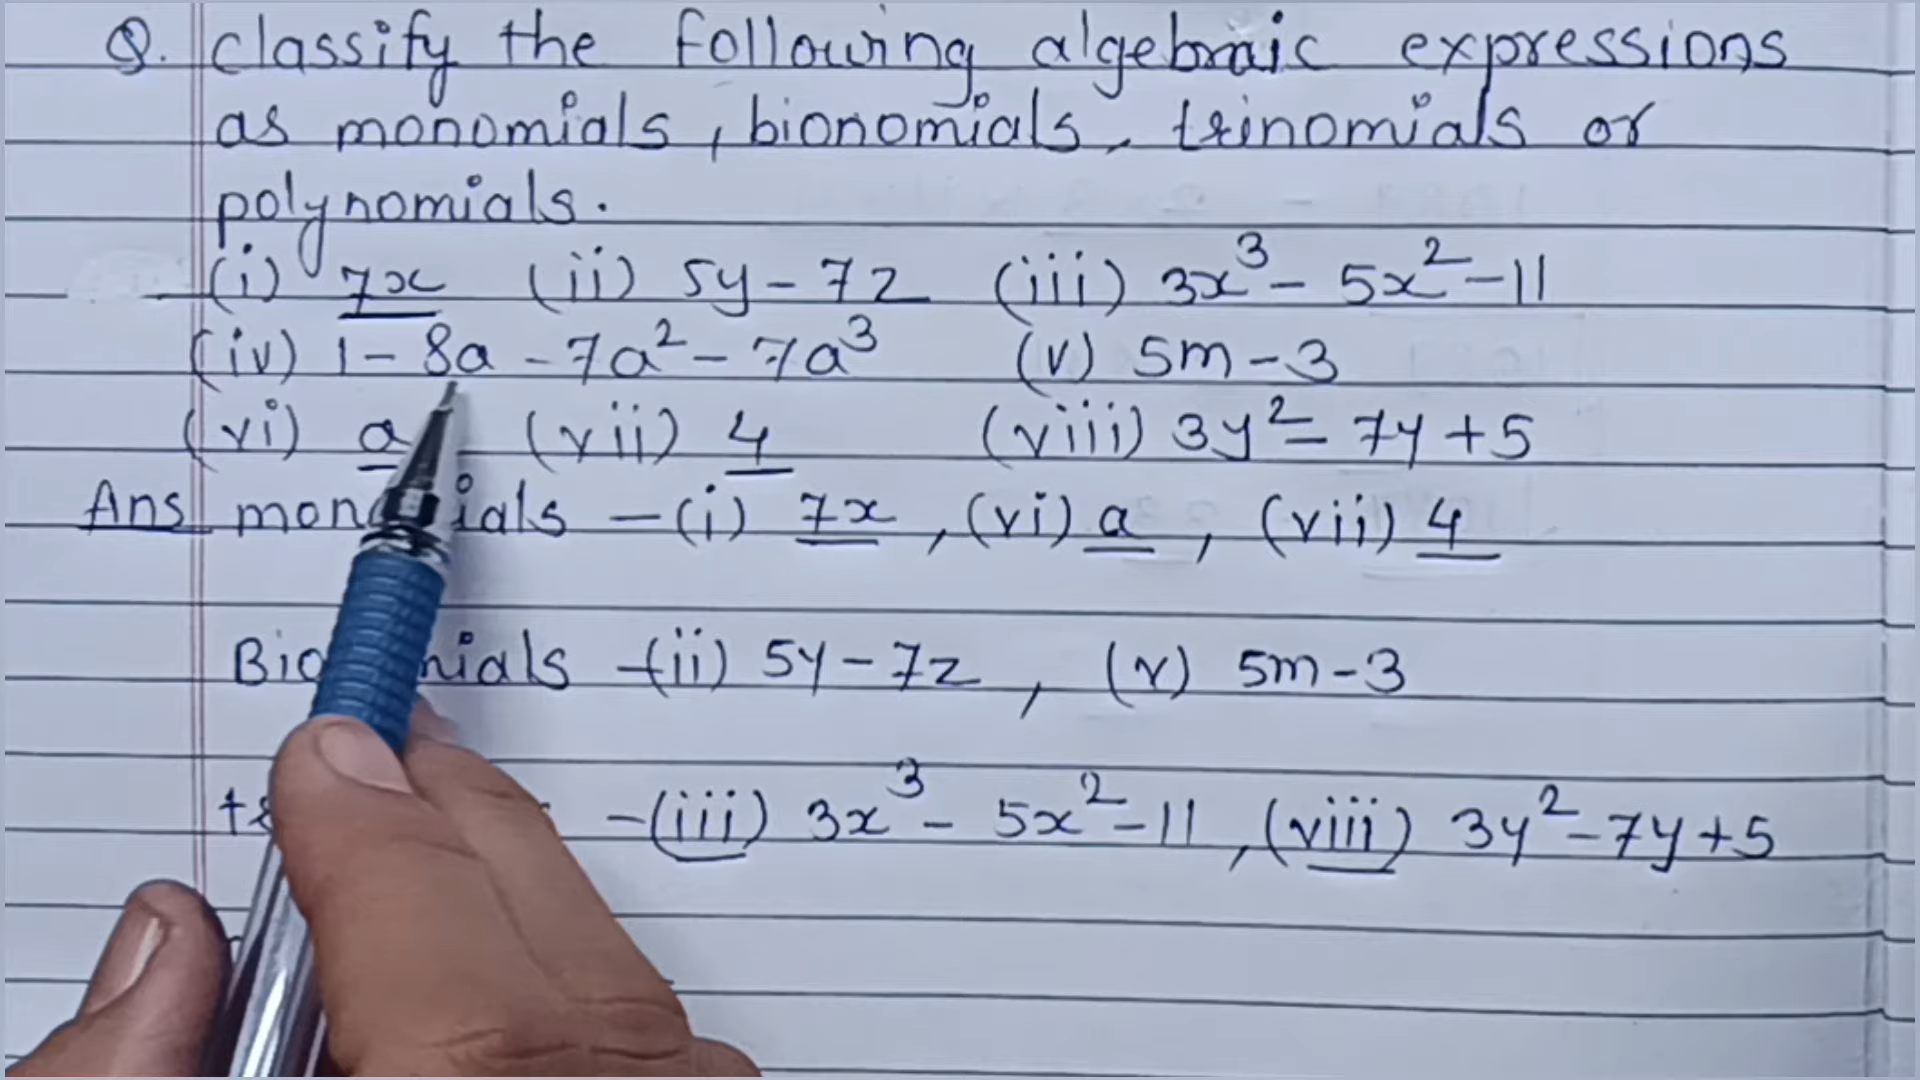 Q. Classify the following algebraic expressions
as monomials, bionomials, trinomials or
polynomials.
(i) 7x (ii) 5y - 7z (iii) 3x³ - 5x² - 11
(iv) 1 - 8a - 7a² - 7a³ (v) 5m - 3
(vi) a (vii) 4 (viii) 3y² - 7y + 5
Ans - (i) 7x, (vi) a, (vii) 4
- (ii) 5y - 7z, (v) 5m - 3
- (iii) 3x³ - 5x² - 11, (viii) 3y² - 7y + 5